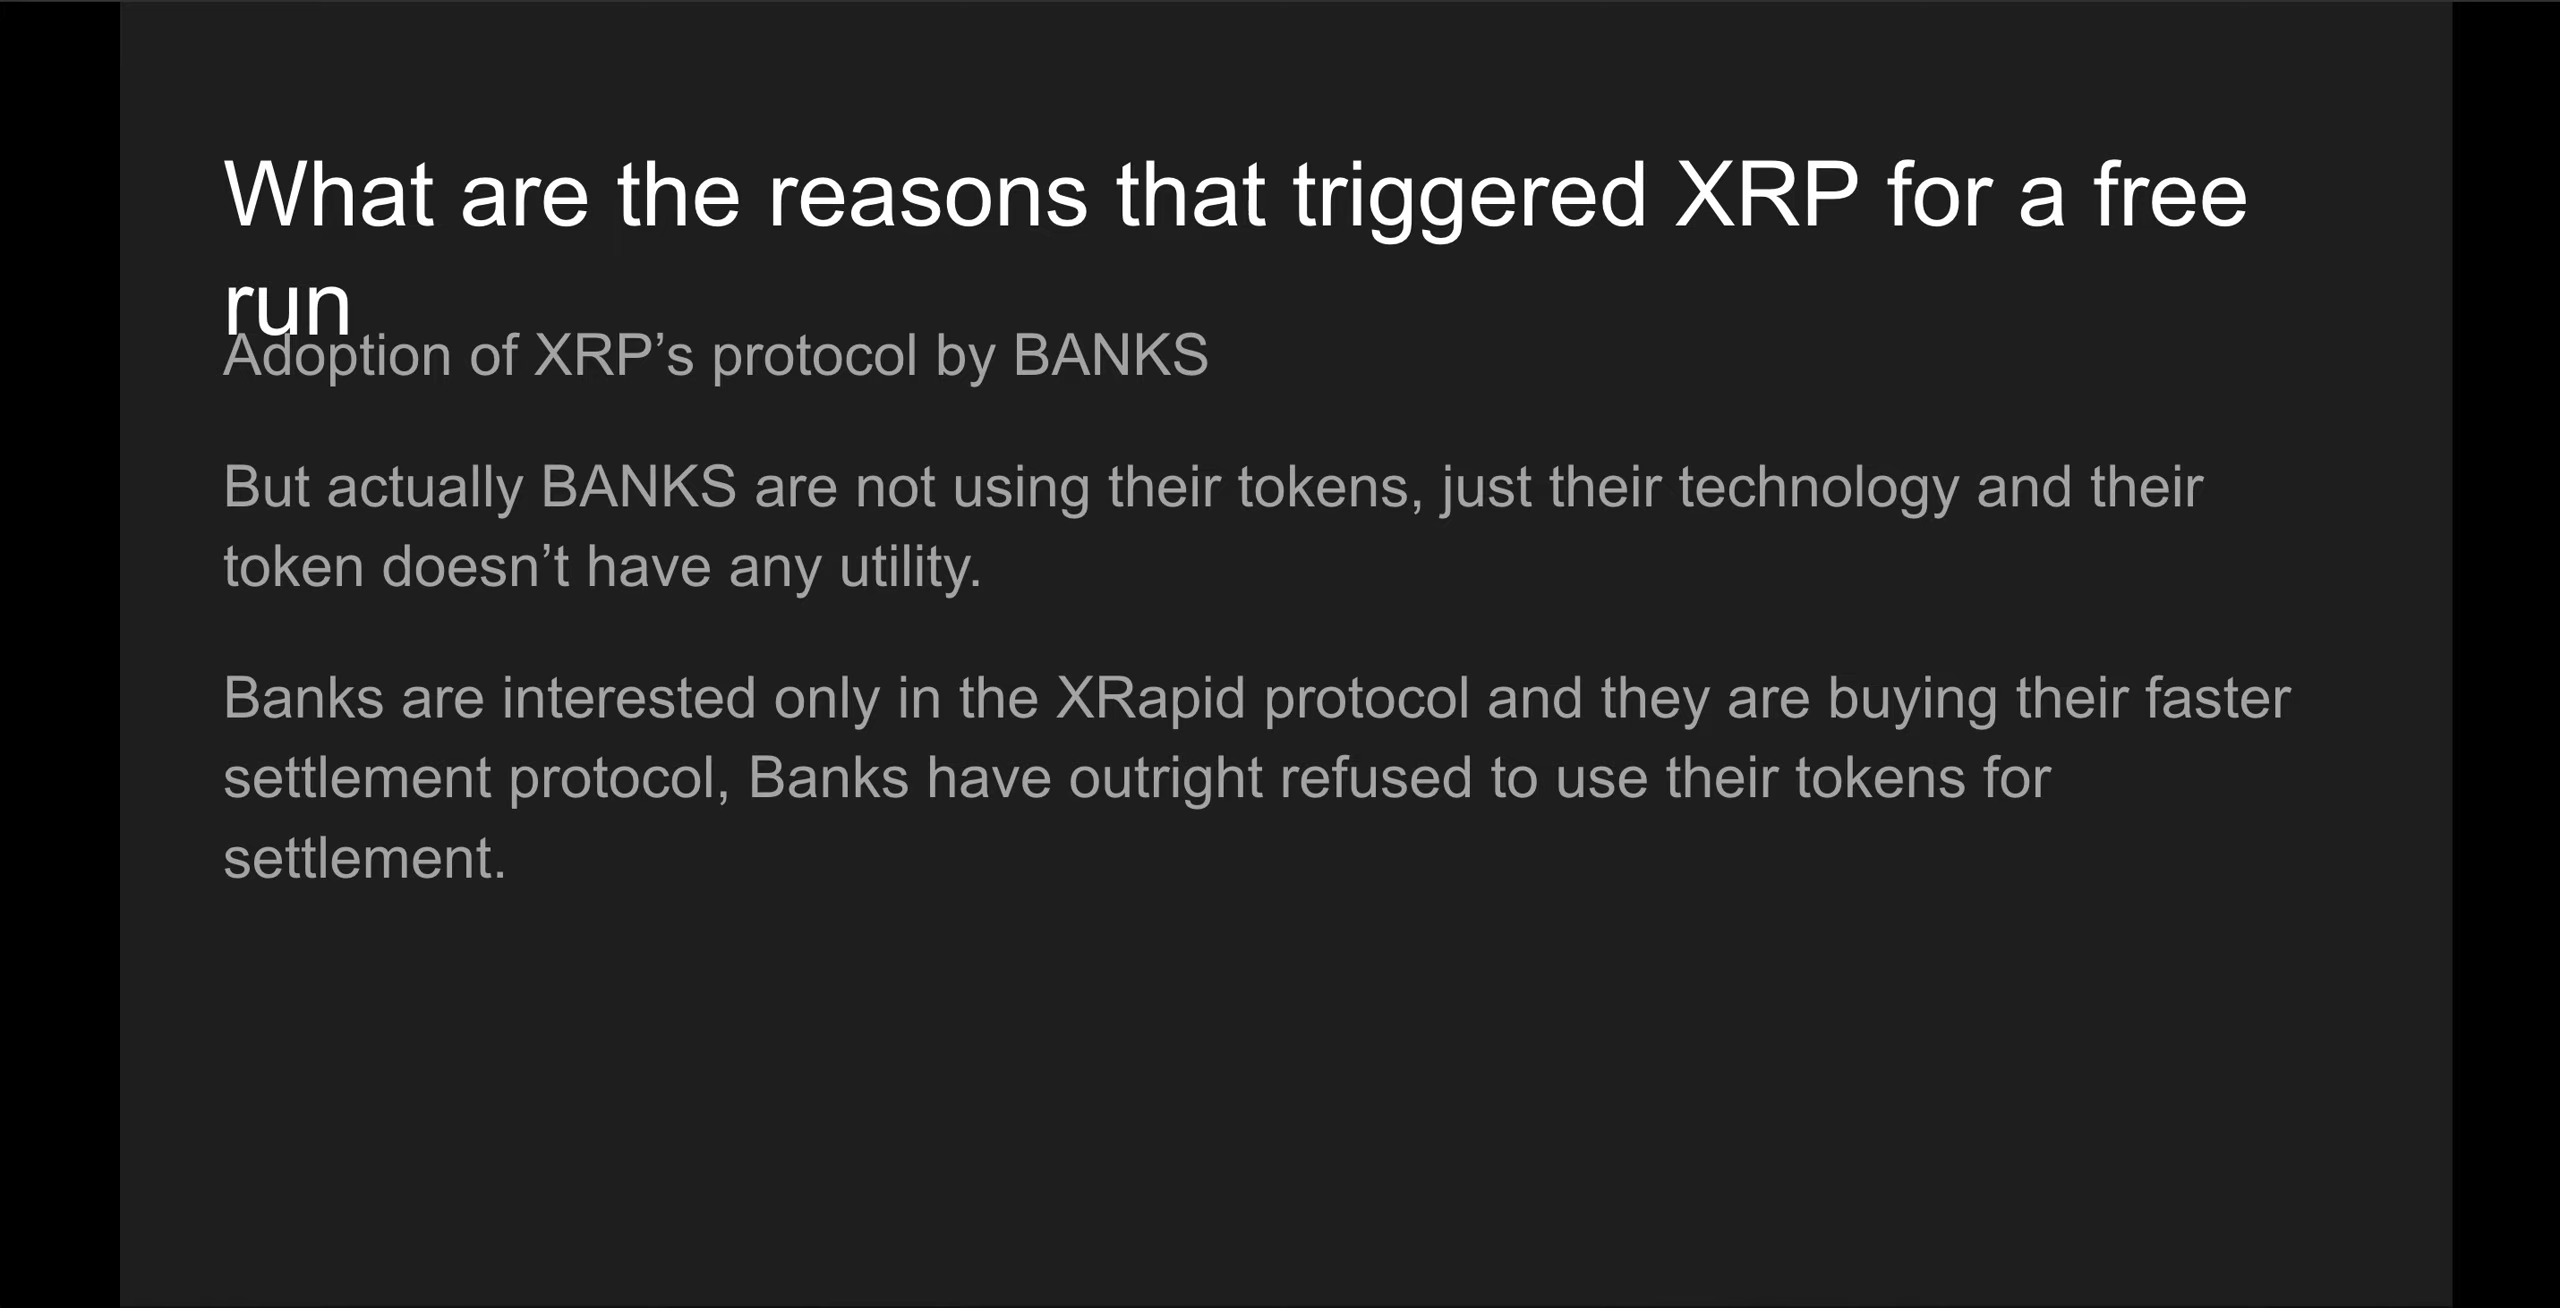 What are the reasons that triggered XRP for a free
run
Adoption of XRP’s protocol by BANKS
But actually BANKS are not using their tokens, just their technology and their
token doesn’t have any utility.
Banks are interested only in the XRapid protocol and they are buying their faster
settlement protocol, Banks have outright refused to use their tokens for
settlement.